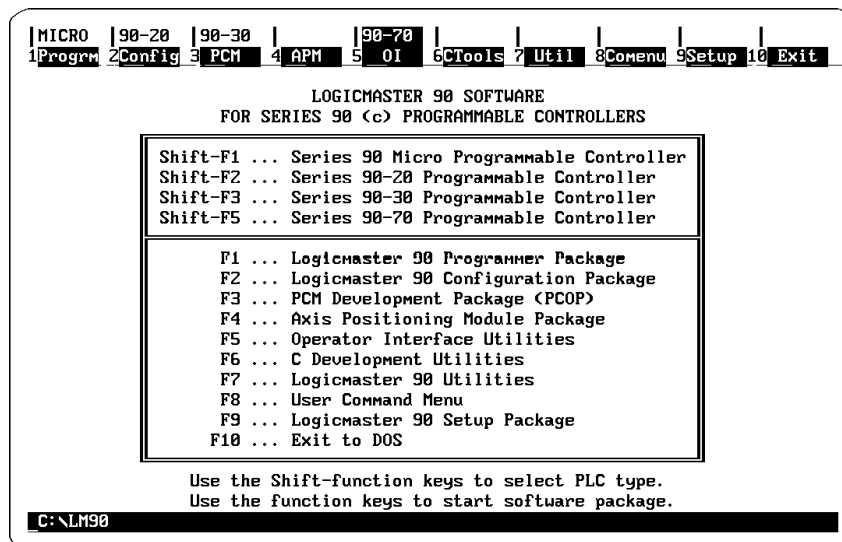 |MICRO |90-20 |90-30 | |90-70 | | | | |
1Progrm 2Config 3 PCM 4 APM 5 OI 6CTools 7 Util 8Comenu 9Setup 10 Exit
LOGICMASTER 90 SOFTWARE
FOR SERIES 90 (c) PROGRAMMABLE CONTROLLERS
Shift-F1 ... Series 90 Micro Programmable Controller
Shift-F2 ... Series 90-20 Programmable Controller
Shift-F3 ... Series 90-30 Programmable Controller
Shift-F5 ... Series 90-70 Programmable Controller
F1 ... Logicmaster 90 Programmer Package
F2 ... Logicmaster 90 Configuration Package
F3 ... PCM Development Package (PCOP)
F4 ... Axis Positioning Module Package
F5 ... Operator Interface Utilities
F6 ... C Development Utilities
F7 ... Logicmaster 90 Utilities
F8 ... User Command Menu
F9 ... Logicmaster 90 Setup Package
F10 ... Exit to DOS
Use the Shift-function keys to select PLC type.
Use the function keys to start software package.
C:\LM90